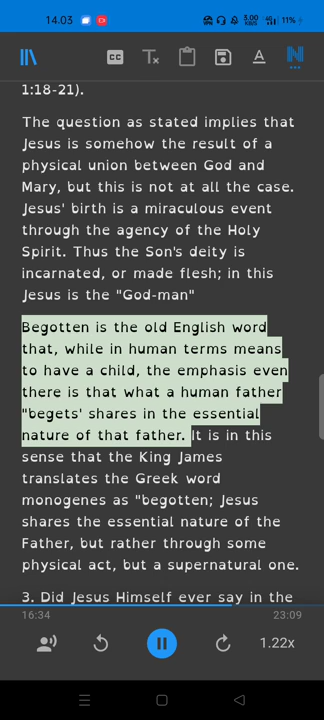 14.03
5.00 KB/S
4G
11%
CC
1:18-21).
The question as stated implies that
Jesus is somehow the result of a
physical union between God and
Mary, but this is not at all the case.
Jesus' birth is a miraculous event
through the agency of the Holy
Spirit. Thus the Son's deity is
incarnated, or made flesh; in this
Jesus is the "God-man"
Begotten is the old English word
that, while in human terms means
to have a child, the emphasis even
there is that what a human father
"begets' shares in the essential
nature of that father. It is in this
sense that the King James
translates the Greek word
monogenes as "begotten; Jesus
shares the essential nature of the
Father, but rather through some
physical act, but a supernatural one.
3. Did Jesus Himself ever say in the
16:34
23:09
1.22x